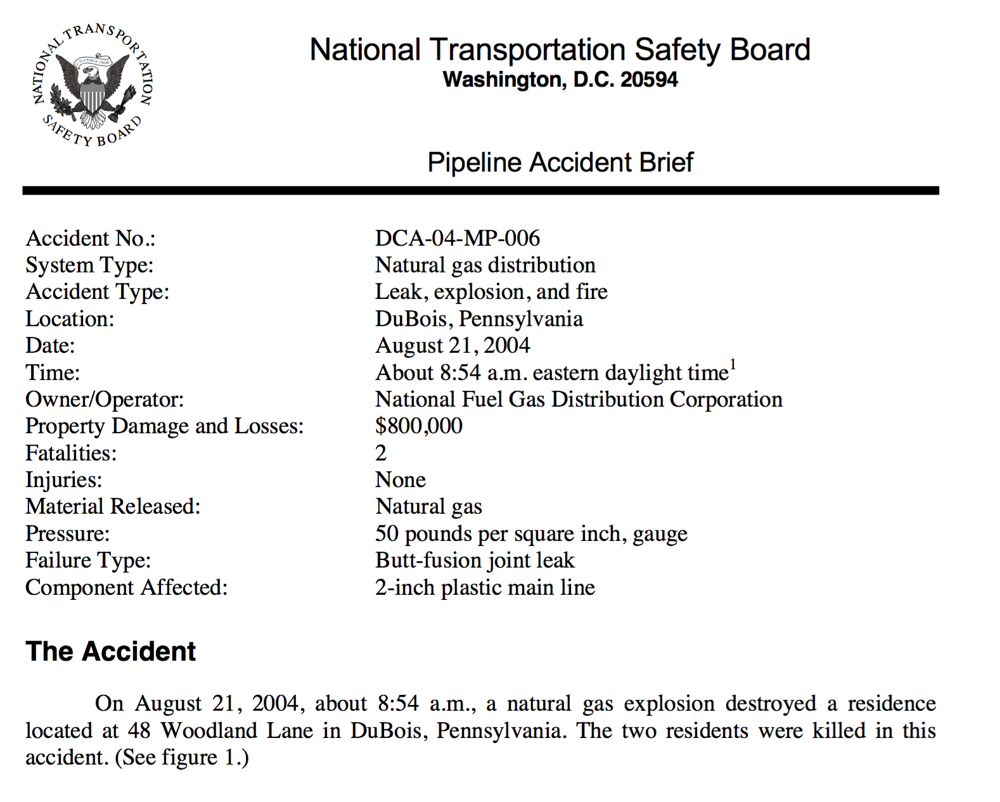 NATIONAL TRANSPORTATION
SAFETY BOARD
E PLURIBUS UNUM
National Transportation Safety Board
Washington, D.C. 20594
Pipeline Accident Brief
Accident No.: DCA-04-MP-006
System Type: Natural gas distribution
Accident Type: Leak, explosion, and fire
Location: DuBois, Pennsylvania
Date: August 21, 2004
Time: About 8:54 a.m. eastern daylight time¹
Owner/Operator: National Fuel Gas Distribution Corporation
Property Damage and Losses: $800,000
Fatalities: 2
Injuries: None
Material Released: Natural gas
Pressure: 50 pounds per square inch, gauge
Failure Type: Butt-fusion joint leak
Component Affected: 2-inch plastic main line
The Accident
On August 21, 2004, about 8:54 a.m., a natural gas explosion destroyed a residence
located at 48 Woodland Lane in DuBois, Pennsylvania. The two residents were killed in this
accident. (See figure 1.)